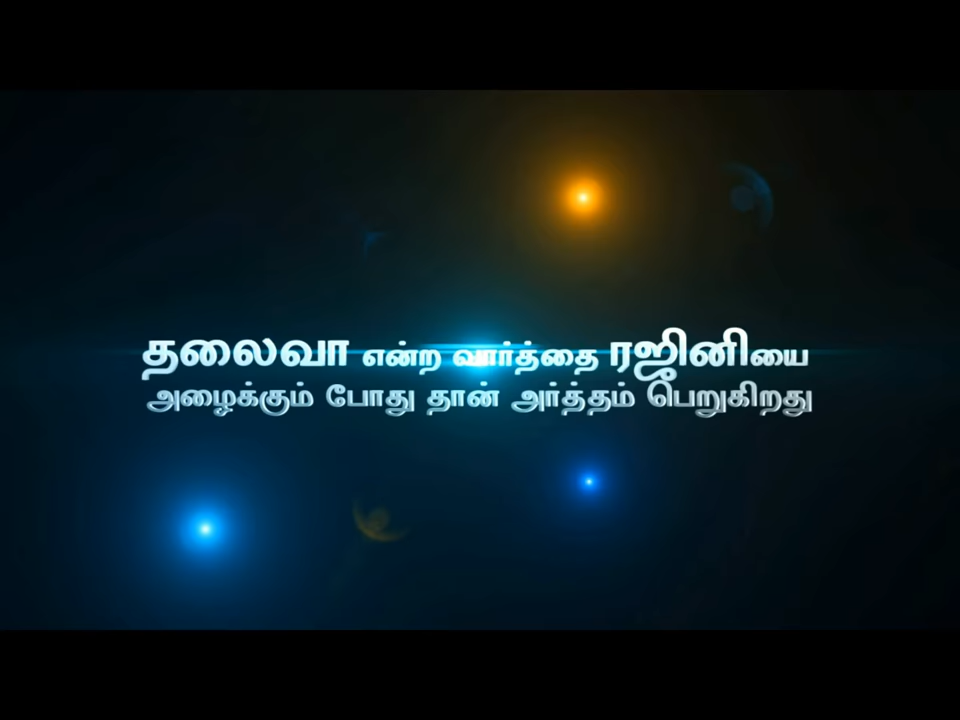 தலைவா என்ற வார்த்தை ரஜினியை
அழைக்கும் போது தான் அர்த்தம் பெறுகிறது